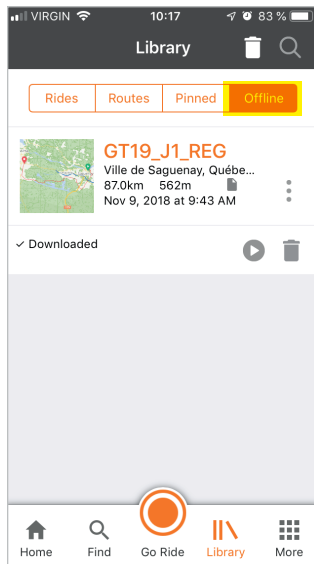 VIRGIN 10:17 83 %
Library
Rides Routes Pinned Offline
GT19_J1_REG
Ville de Saguenay, Québe...
87.0km 562m
Nov 9, 2018 at 9:43 AM
Downloaded
Home Find Go Ride Library More